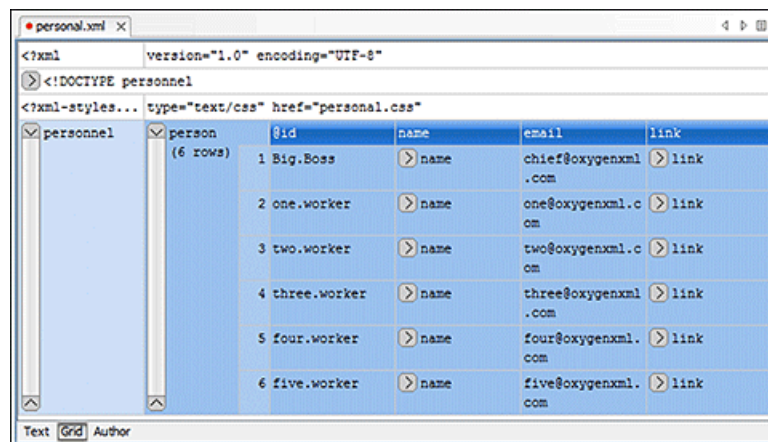 personal.xml
<?xml version="1.0" encoding="UTF-8"
<!DOCTYPE personnel
<?xml-styles... type="text/css" href="personal.css"
personnel person @id name email link
(6 rows) 1 Big.Boss name chief@oxygenxml link
.com
2 one.worker name one@oxygenxml.c link
om
3 two.worker name two@oxygenxml.c link
om
4 three.worker name three@oxygenxml link
.com
5 four.worker name four@oxygenxml. link
com
6 five.worker name five@oxygenxml. link
com
Text Grid Author